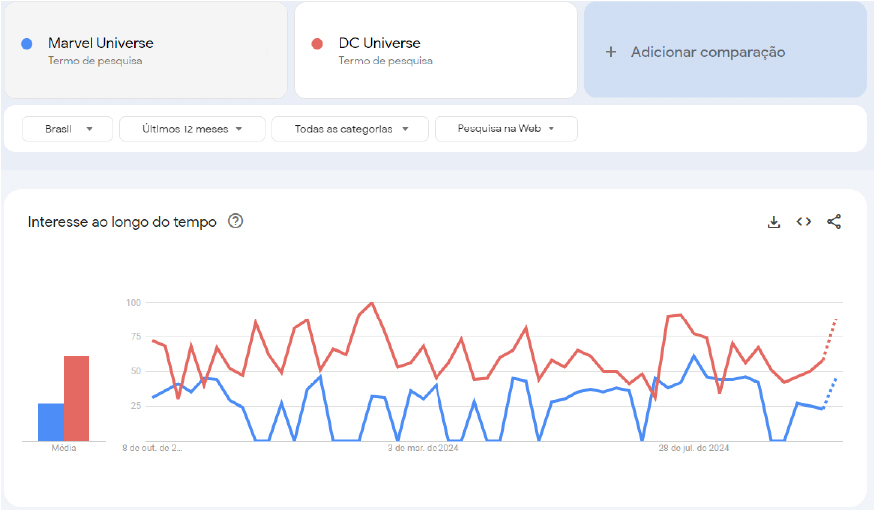 Marvel Universe
Termo de pesquisa
DC Universe
Termo de pesquisa
+ Adicionar comparação
Brasil
Últimos 12 meses
Todas as categorias
Pesquisa na Web
Interesse ao longo do tempo
100
75
50
25
Média
8 de out. de 2...
3 de mar. de 2024
28 de jul. de 2024